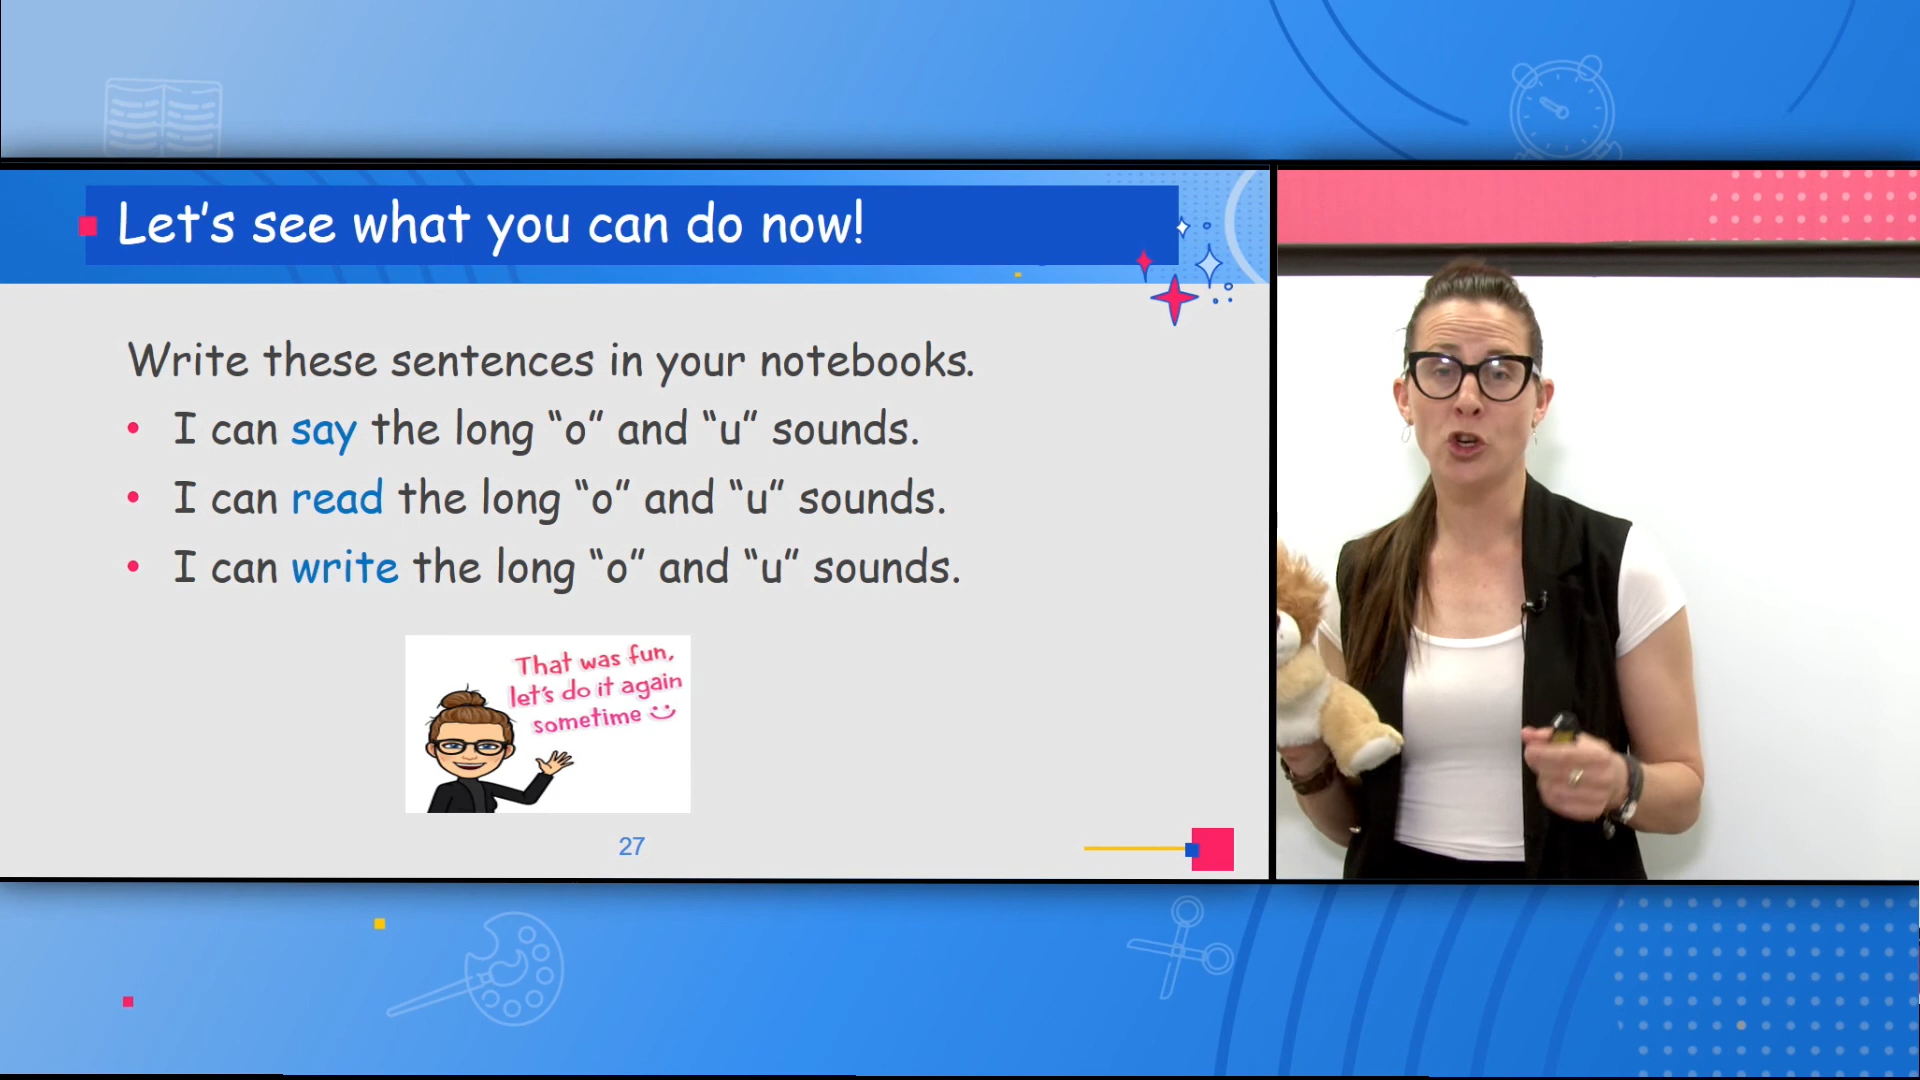 Let's see what you can do now!
Write these sentences in your notebooks.
• I can say the long “o” and “u” sounds.
• I can read the long “o” and “u” sounds.
• I can write the long “o” and “u” sounds.
That was fun,
let's do it again
sometime
27